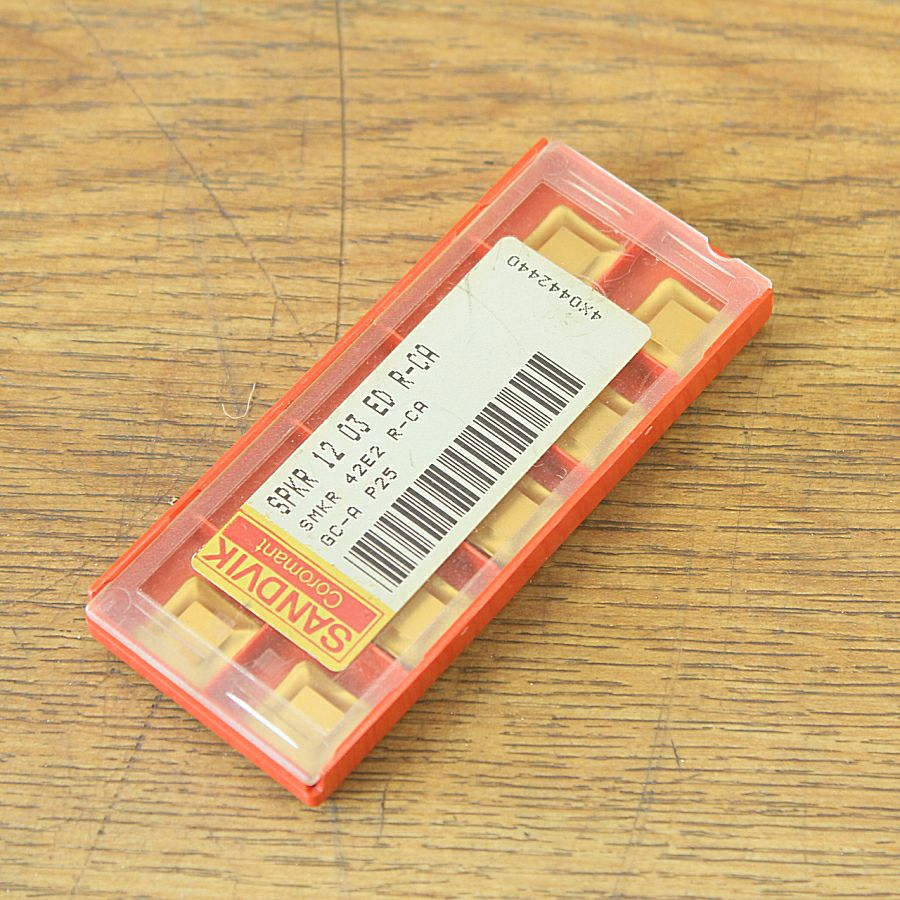 4X0442440
SPKR 12 03 ED R-CA
SMKR 42E2 R-CA
GC-A P25
SANDVIK
Coromant